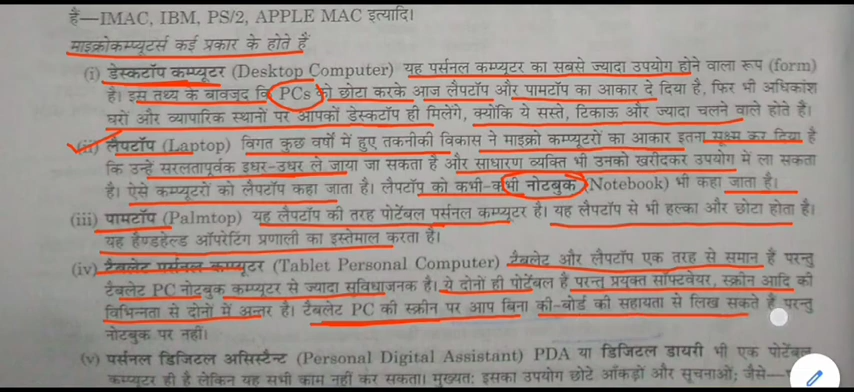 हैं—IMAC, IBM, PS/2, APPLE MAC इत्यादि।
माइक्रोकम्प्यूटर्स कई प्रकार के होते हैं
(i) डेस्कटॉप कम्प्यूटर (Desktop Computer) यह पर्सनल कम्प्यूटर का सबसे ज्यादा उपयोग होने वाला रूप (form)
है। इस तथ्य के बावजूद कि PCs को छोटा करके आज लैपटॉप और पामटॉप का आकार दे दिया है, फिर भी अधिकांश
घरों और व्यापारिक स्थानों पर आपको डेस्कटॉप ही मिलेंगे, क्योंकि ये सस्ते, टिकाऊ और ज्यादा चलने वाले होते हैं।
(ii) लैपटॉप (Laptop) विगत कुछ वर्षों में हुए तकनीकी विकास ने माइक्रो कम्प्यूटरों का आकार इतना सूक्ष्म कर दिया है
कि उन्हें सरलतापूर्वक इधर-उधर ले जाया जा सकता है और साधारण व्यक्ति भी उनको खरीदकर उपयोग में ला सकता
है। ऐसे कम्प्यूटरों को लैपटॉप कहा जाता है। लैपटॉप को कभी-कभी नोटबुक (Notebook) भी कहा जाता है।
(iii) पामटॉप (Palmtop) यह लैपटॉप की तरह पोर्टेबल पर्सनल कम्प्यूटर है। यह लैपटॉप से भी हल्का और छोटा होता है।
यह हैण्डहेल्ड ऑपरेटिंग प्रणाली का इस्तेमाल करता है।
(iv) टैबलेट पर्सनल कम्प्यूटर (Tablet Personal Computer) टैबलेट और लैपटॉप एक तरह से समान हैं परन्तु
टैबलेट PC नोटबुक कम्प्यूटर से ज्यादा सुविधाजनक है। ये दोनों ही पोर्टेबल हैं परन्तु प्रयुक्त सॉफ्टवेयर, स्क्रीन आदि की
विभिन्नता से दोनों में अन्तर है। टैबलेट PC की स्क्रीन पर आप बिना की-बोर्ड की सहायता से लिख सकते हैं परन्तु
नोटबुक पर नहीं।
(v) पर्सनल डिजिटल असिस्टैन्ट (Personal Digital Assistant) PDA या डिजिटल डायरी भी एक पोर्टेबल
कम्प्यूटर ही है लेकिन यह सभी काम नहीं कर सकता। मुख्यतः इसका उपयोग छोटे आँकड़ों और सूचनाओं; जैसे—